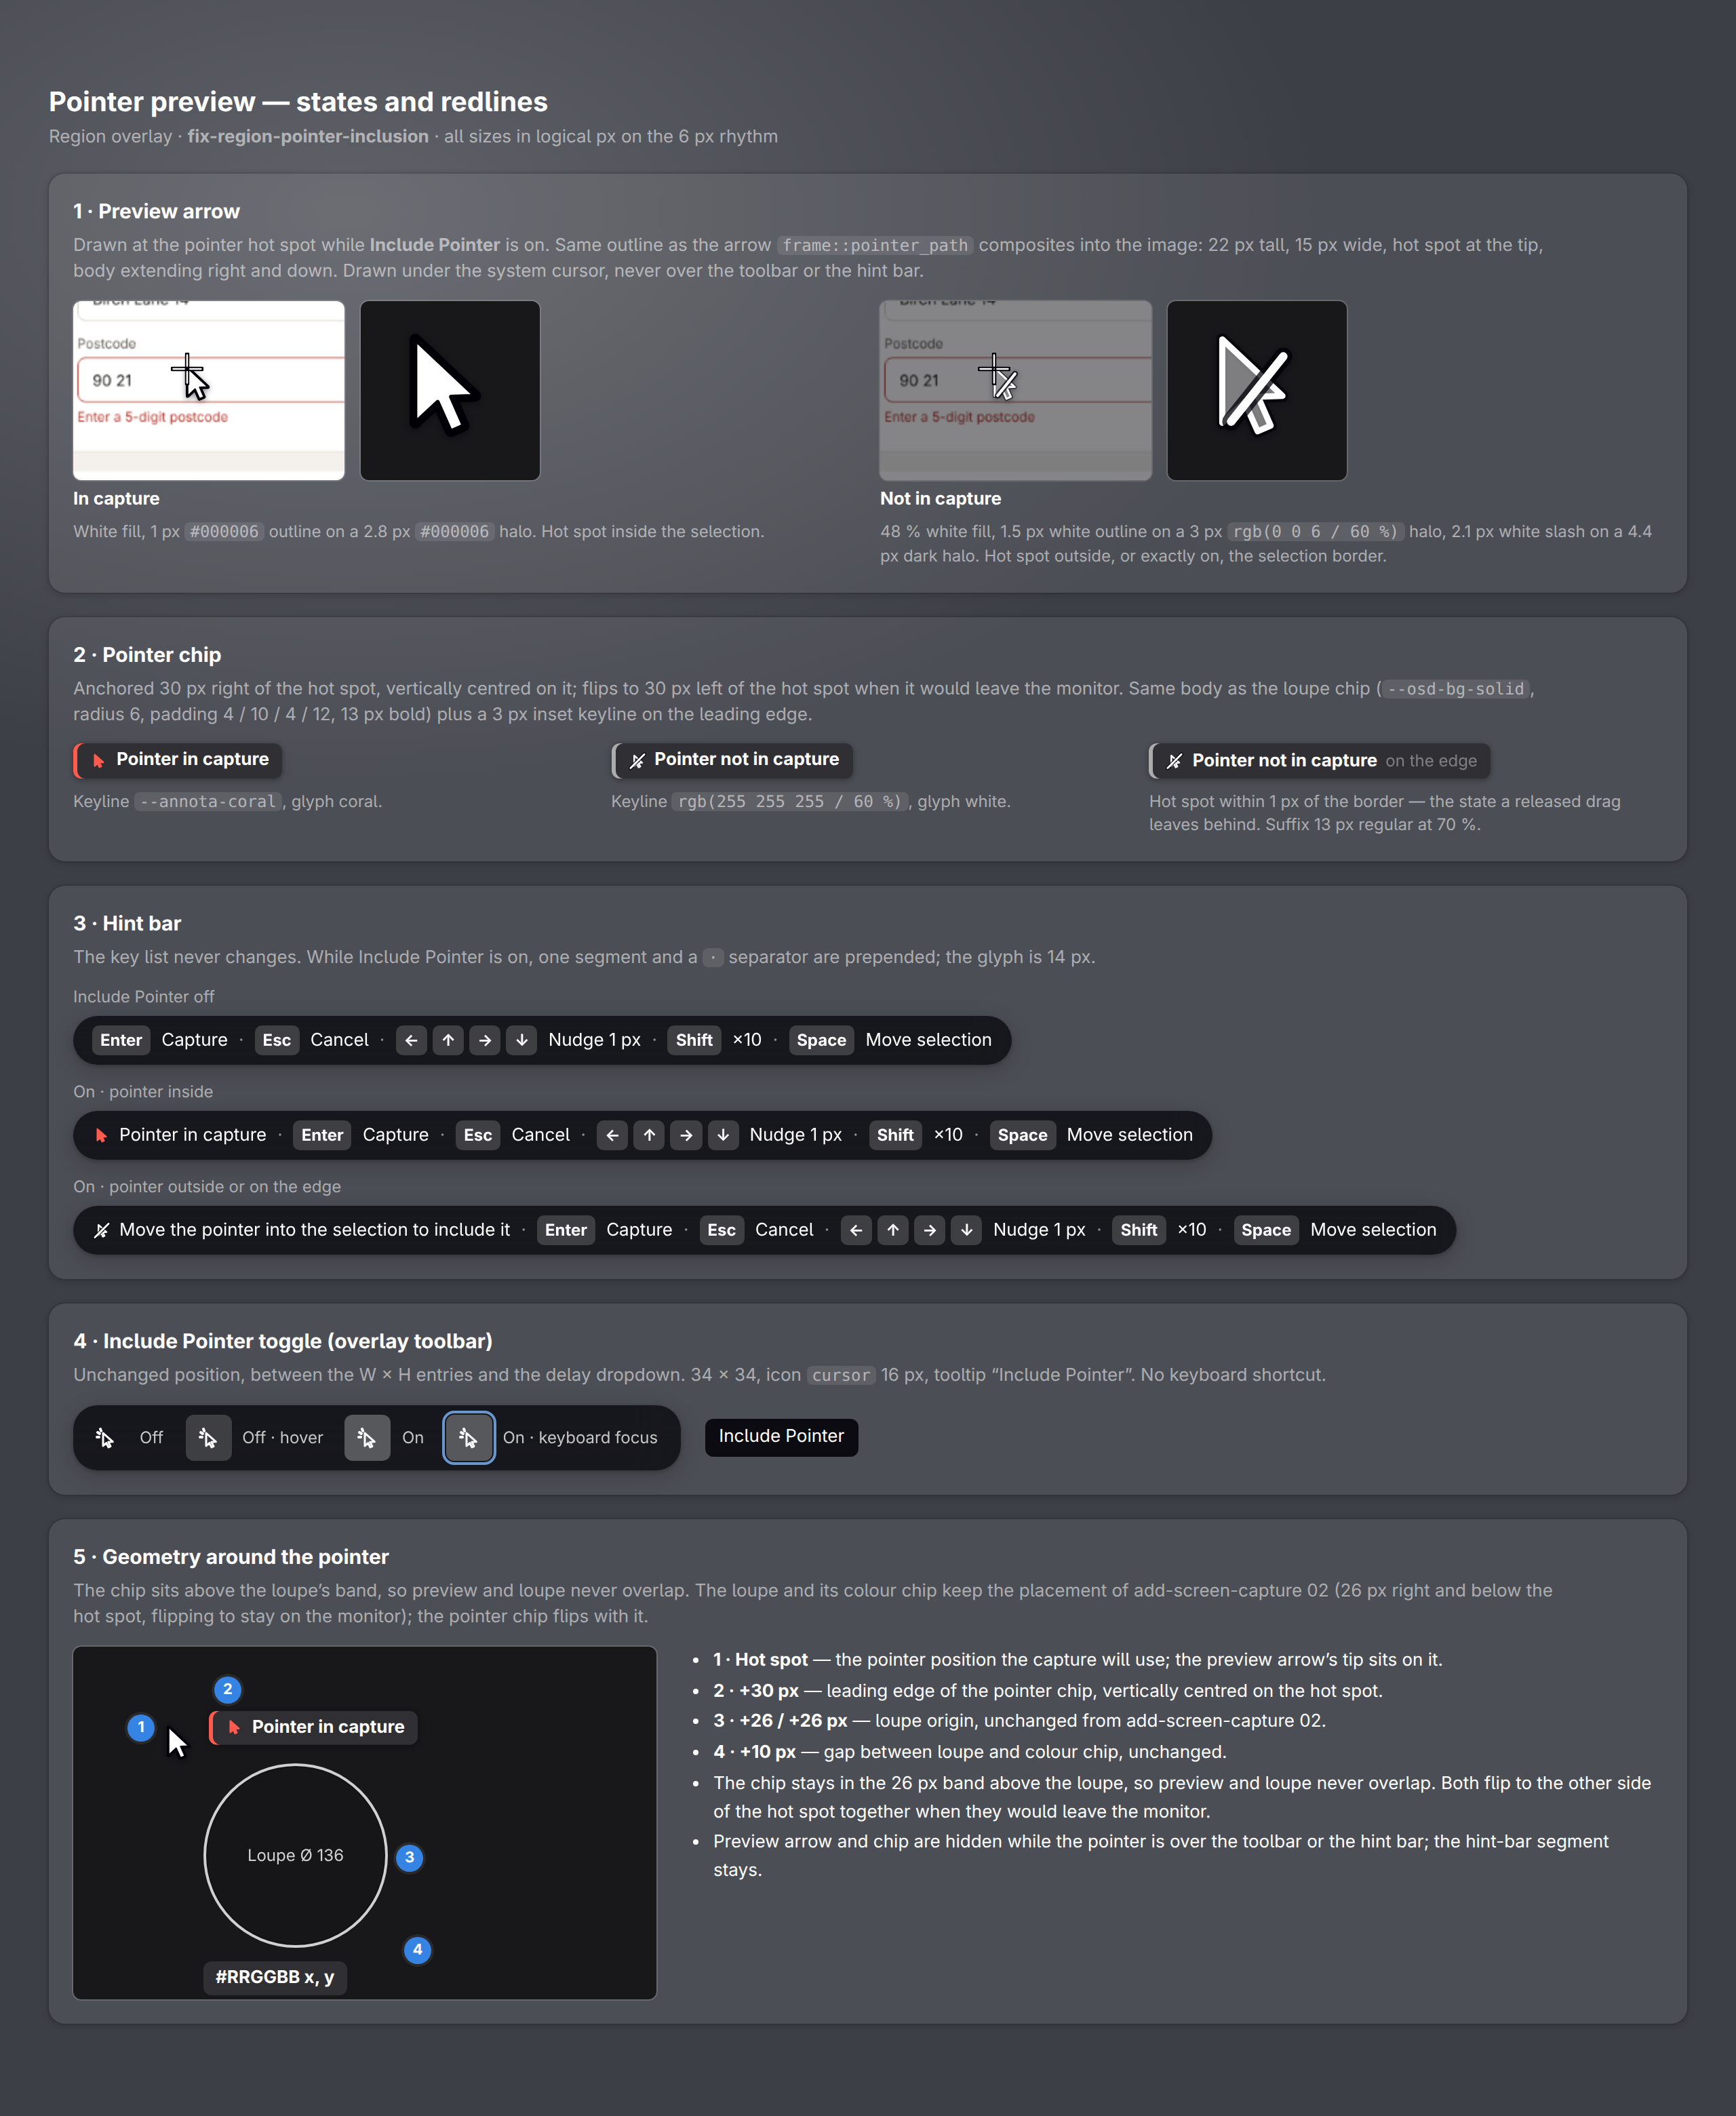 Pointer preview — states and redlines
Region overlay · fix-region-pointer-inclusion · all sizes in logical px on the 6 px rhythm
1 · Preview arrow
Drawn at the pointer hot spot while Include Pointer is on. Same outline as the arrow frame::pointer_path composites into the image: 22 px tall, 15 px wide, hot spot at the tip,
body extending right and down. Drawn under the system cursor, never over the toolbar or the hint bar.
Postcode
90 21
Enter a 5-digit postcode
In capture
White fill, 1 px #000006 outline on a 2.8 px #000006 halo. Hot spot inside the selection.
Postcode
90 21
Enter a 5-digit postcode
Not in capture
48 % white fill, 1.5 px white outline on a 3 px rgb(0 0 6 / 60 %) halo, 2.1 px white slash on a 4.4
px dark halo. Hot spot outside, or exactly on, the selection border.
2 · Pointer chip
Anchored 30 px right of the hot spot, vertically centred on it; flips to 30 px left of the hot spot when it would leave the monitor. Same body as the loupe chip (--osd-bg-solid,
radius 6, padding 4 / 10 / 4 / 12, 13 px bold) plus a 3 px inset keyline on the leading edge.
Pointer in capture
Keyline --annota-coral, glyph coral.
Pointer not in capture
Keyline rgb(255 255 255 / 60 %), glyph white.
Pointer not in capture on the edge
Hot spot within 1 px of the border — the state a released drag
leaves behind. Suffix 13 px regular at 70 %.
3 · Hint bar
The key list never changes. While Include Pointer is on, one segment and a · separator are prepended; the glyph is 14 px.
Include Pointer off
Enter Capture · Esc Cancel · ← ↑ → ↓ Nudge 1 px · Shift ×10 · Space Move selection
On · pointer inside
Pointer in capture · Enter Capture · Esc Cancel · ← ↑ → ↓ Nudge 1 px · Shift ×10 · Space Move selection
On · pointer outside or on the edge
Move the pointer into the selection to include it · Enter Capture · Esc Cancel · ← ↑ → ↓ Nudge 1 px · Shift ×10 · Space Move selection
4 · Include Pointer toggle (overlay toolbar)
Unchanged position, between the W × H entries and the delay dropdown. 34 × 34, icon cursor 16 px, tooltip “Include Pointer”. No keyboard shortcut.
Off Off · hover On On · keyboard focus Include Pointer
5 · Geometry around the pointer
The chip sits above the loupe’s band, so preview and loupe never overlap. The loupe and its colour chip keep the placement of add-screen-capture 02 (26 px right and below the
hot spot, flipping to stay on the monitor); the pointer chip flips with it.
2
1
Pointer in capture
Loupe Ø 136
3
4
#RRGGBB x, y
• 1 · Hot spot — the pointer position the capture will use; the preview arrow’s tip sits on it.
• 2 · +30 px — leading edge of the pointer chip, vertically centred on the hot spot.
• 3 · +26 / +26 px — loupe origin, unchanged from add-screen-capture 02.
• 4 · +10 px — gap between loupe and colour chip, unchanged.
• The chip stays in the 26 px band above the loupe, so preview and loupe never overlap. Both flip to the other side
of the hot spot together when they would leave the monitor.
• Preview arrow and chip are hidden while the pointer is over the toolbar or the hint bar; the hint-bar segment
stays.